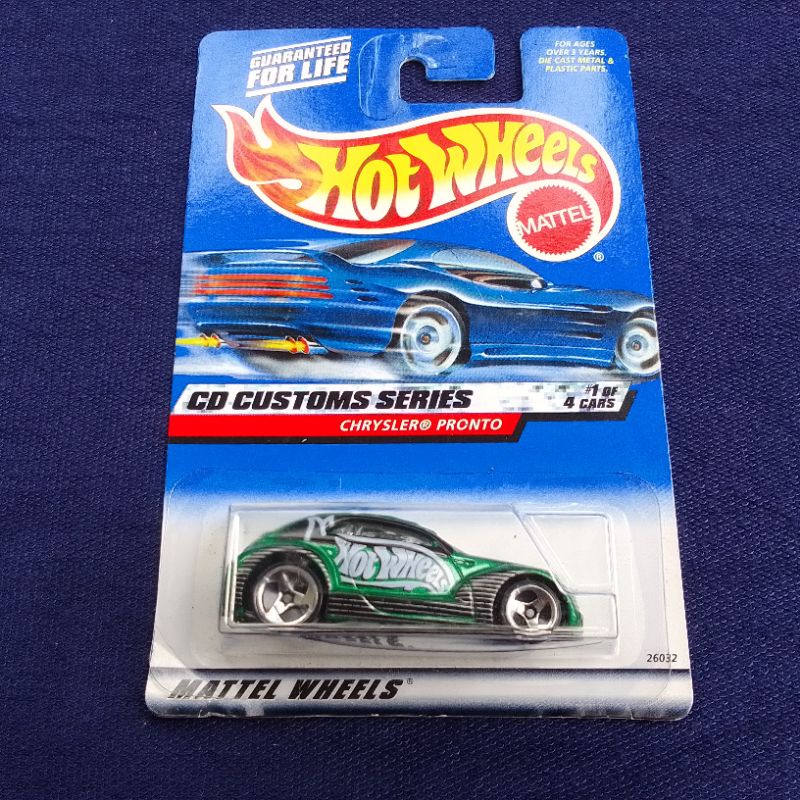 GUARANTEED
FOR LIFE
FOR AGES
OVER 3 YEARS.
DIE CAST METAL &
PLASTIC PARTS.
HOT WHEELS
MATTEL
®
CD CUSTOMS SERIES
#1 OF
4 CARS
CHRYSLER® PRONTO
HOT WHEELS
26032
MATTEL WHEELS®